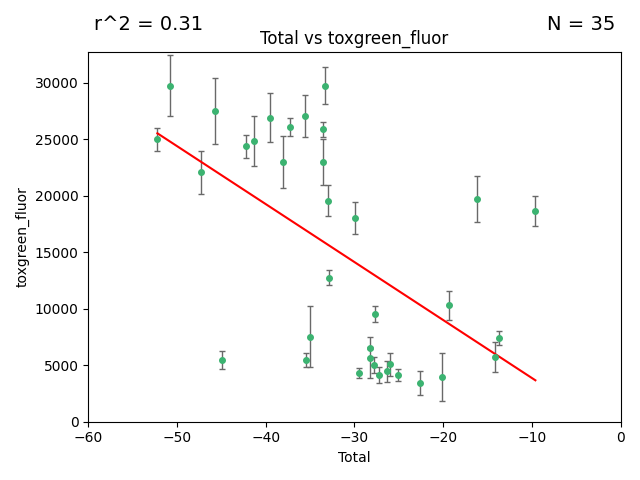 r^2 = 0.31
N = 35
Total vs toxgreen_fluor
toxgreen_fluor
30000
25000
20000
15000
10000
5000
0
−60
−50
−40
−30
−20
−10
0
Total